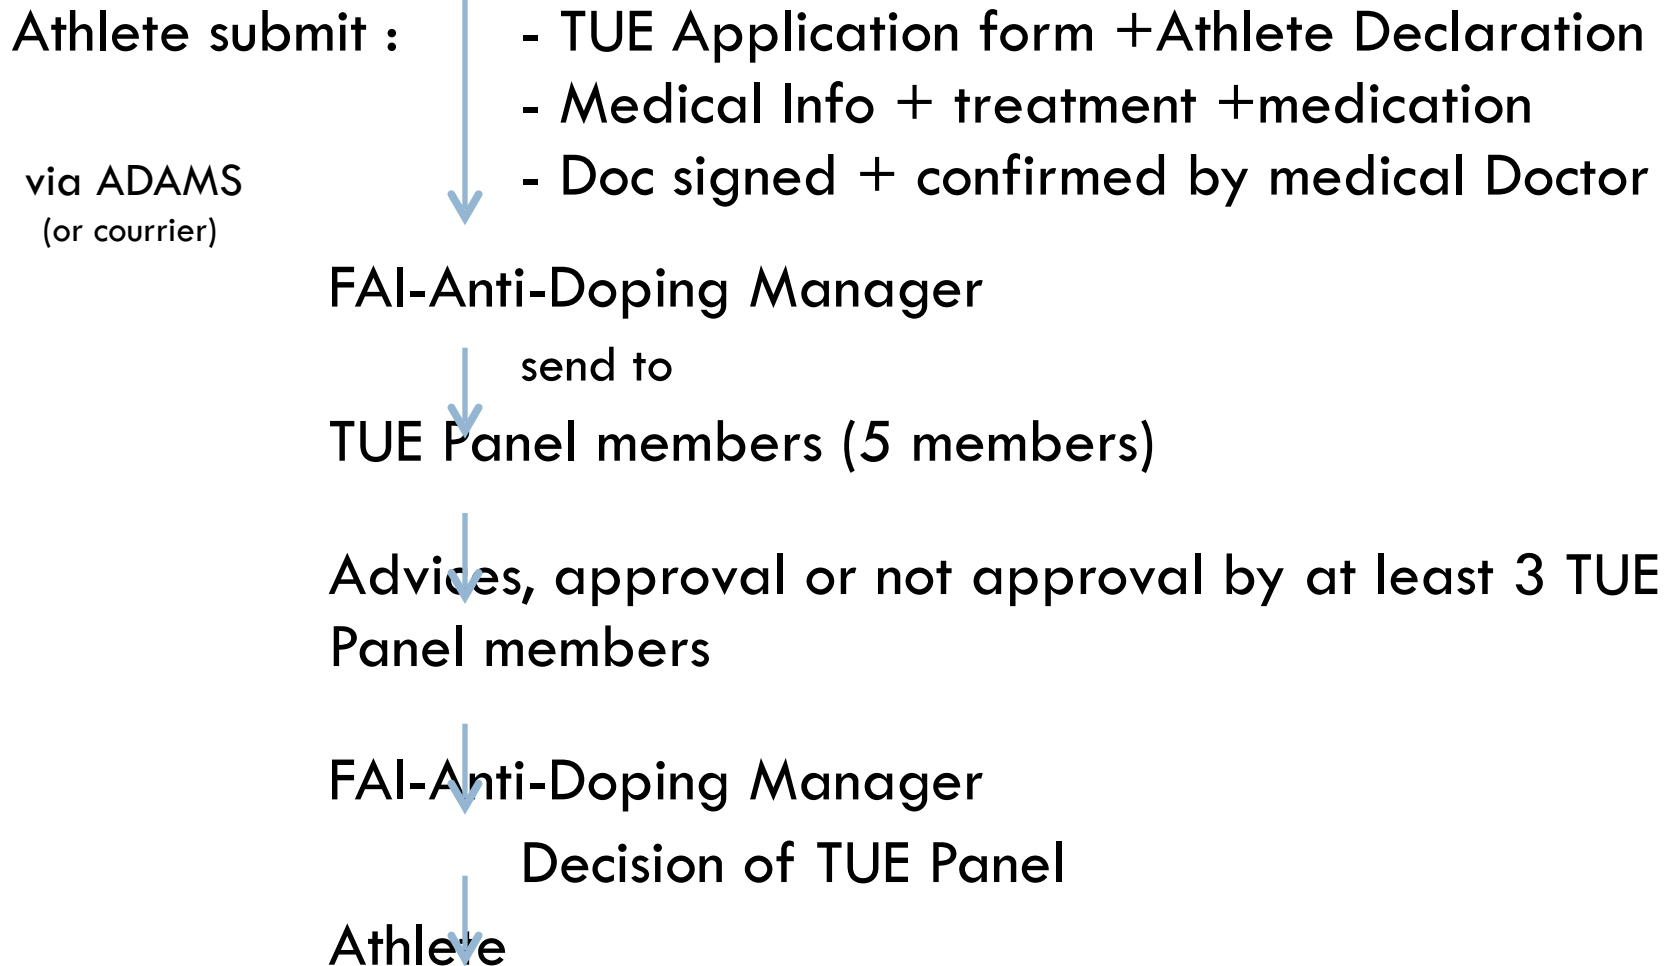 Athlete submit :
- TUE Application form +Athlete Declaration
- Medical Info + treatment +medication
via ADAMS
- Doc signed + confirmed by medical Doctor
(or courrier)
FAI-Anti-Doping Manager
send to
TUE Panel members (5 members)
Advices, approval or not approval by at least 3 TUE
Panel members
FAI-Anti-Doping Manager
Decision of TUE Panel
Athlete